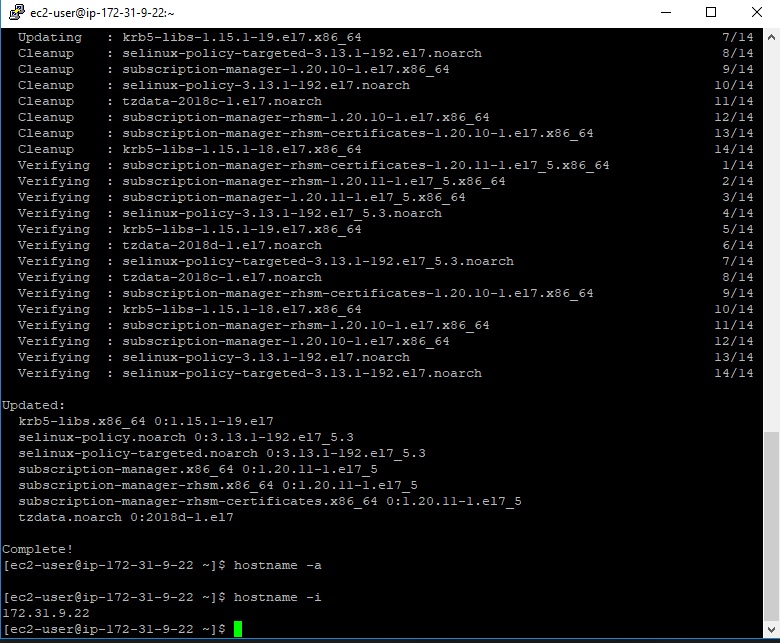 ec2-user@ip-172-31-9-22:~
Updating : krb5-libs-1.15.1-19.el7.x86_64 7/14
Cleanup : selinux-policy-targeted-3.13.1-192.el7.noarch 8/14
Cleanup : subscription-manager-1.20.10-1.el7.x86_64 9/14
Cleanup : selinux-policy-3.13.1-192.el7.noarch 10/14
Cleanup : tzdata-2018c-1.el7.noarch 11/14
Cleanup : subscription-manager-rhsm-1.20.10-1.el7.x86_64 12/14
Cleanup : subscription-manager-rhsm-certificates-1.20.10-1.el7.x86_64 13/14
Cleanup : krb5-libs-1.15.1-18.el7.x86_64 14/14
Verifying : subscription-manager-rhsm-certificates-1.20.11-1.el7_5.x86_64 1/14
Verifying : subscription-manager-rhsm-1.20.11-1.el7_5.x86_64 2/14
Verifying : subscription-manager-1.20.11-1.el7_5.x86_64 3/14
Verifying : selinux-policy-3.13.1-192.el7_5.3.noarch 4/14
Verifying : krb5-libs-1.15.1-19.el7.x86_64 5/14
Verifying : tzdata-2018d-1.el7.noarch 6/14
Verifying : selinux-policy-targeted-3.13.1-192.el7_5.3.noarch 7/14
Verifying : tzdata-2018c-1.el7.noarch 8/14
Verifying : subscription-manager-rhsm-certificates-1.20.10-1.el7.x86_64 9/14
Verifying : krb5-libs-1.15.1-18.el7.x86_64 10/14
Verifying : subscription-manager-rhsm-1.20.10-1.el7.x86_64 11/14
Verifying : subscription-manager-1.20.10-1.el7.x86_64 12/14
Verifying : selinux-policy-3.13.1-192.el7.noarch 13/14
Verifying : selinux-policy-targeted-3.13.1-192.el7.noarch 14/14
Updated:
krb5-libs.x86_64 0:1.15.1-19.el7
selinux-policy.noarch 0:3.13.1-192.el7_5.3
selinux-policy-targeted.noarch 0:3.13.1-192.el7_5.3
subscription-manager.x86_64 0:1.20.11-1.el7_5
subscription-manager-rhsm.x86_64 0:1.20.11-1.el7_5
subscription-manager-rhsm-certificates.x86_64 0:1.20.11-1.el7_5
tzdata.noarch 0:2018d-1.el7
Complete!
[ec2-user@ip-172-31-9-22 ~]$ hostname -a
[ec2-user@ip-172-31-9-22 ~]$ hostname -i
172.31.9.22
[ec2-user@ip-172-31-9-22 ~]$